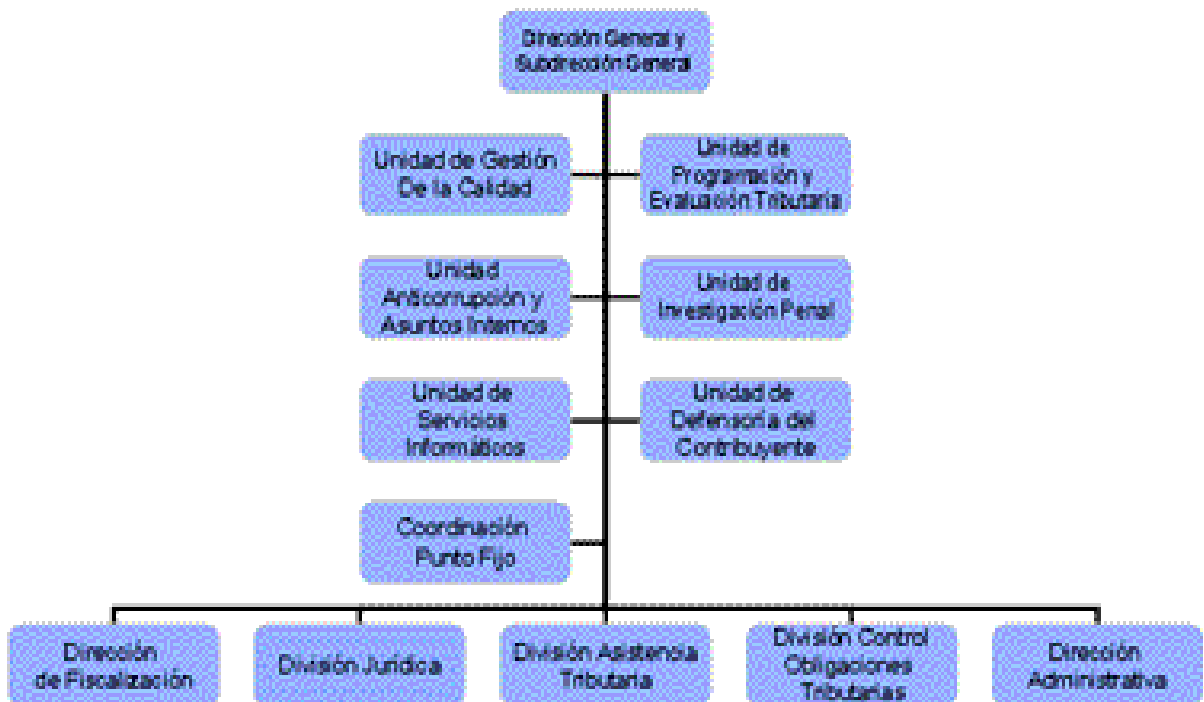 Dirección General y
Subdirección General
Unidad de Gestión
De la Calidad
Unidad de
Programación y
Evaluación Tributaria
Unidad
Anticorrupción y
Asuntos Internos
Unidad de
Investigación Penal
Unidad de
Servicios
Informáticos
Unidad de
Defensoría del
Contribuyente
Coordinación
Punto Fijo
Dirección
de Fiscalización
División Jurídica
División Asistencia
Tributaria
División Control
Obligaciones
Tributarías
Dirección
Administrativa